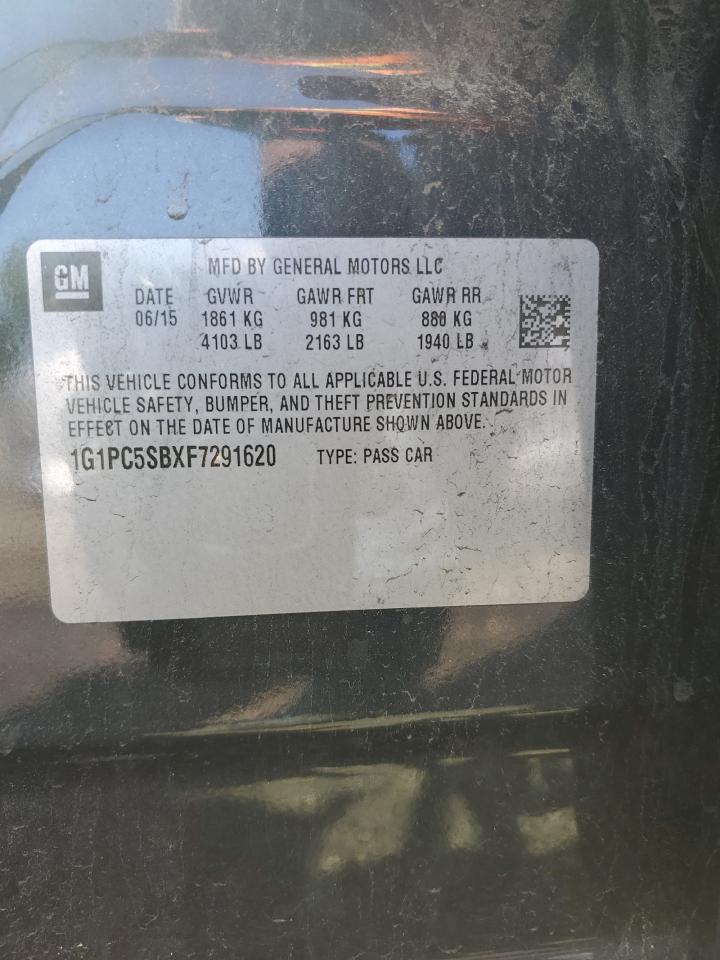 GM
MFD BY GENERAL MOTORS LLC
DATE GVWR GAWR FRT GAWR RR
06/15 1861 KG 981 KG 880 KG
4103 LB 2163 LB 1940 LB
THIS VEHICLE CONFORMS TO ALL APPLICABLE U.S. FEDERAL MOTOR
VEHICLE SAFETY, BUMPER, AND THEFT PREVENTION STANDARDS IN
EFFECT ON THE DATE OF MANUFACTURE SHOWN ABOVE.
1G1PC5SBXF7291620 TYPE: PASS CAR